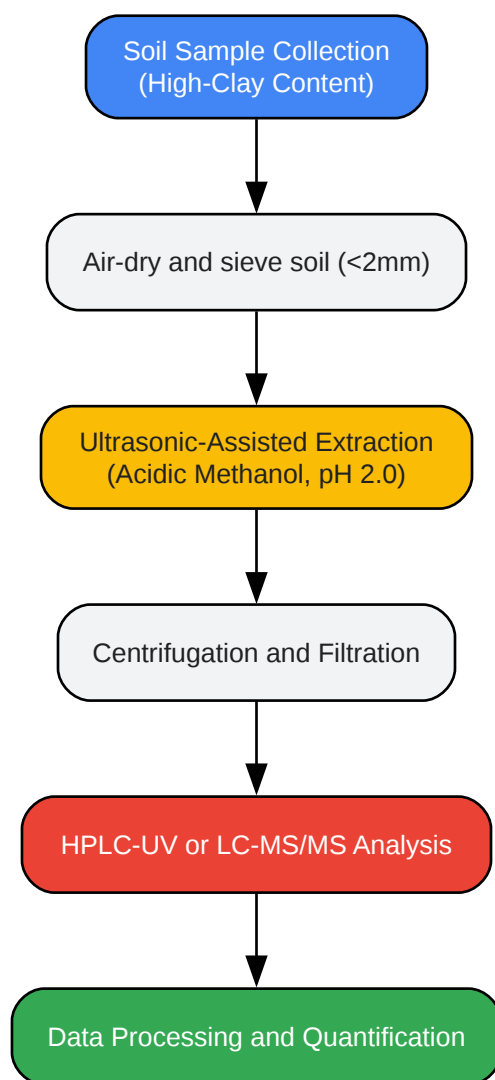 Soil Sample Collection
(High-Clay Content)
Air-dry and sieve soil (<2mm)
Ultrasonic-Assisted Extraction
(Acidic Methanol, pH 2.0)
Centrifugation and Filtration
HPLC-UV or LC-MS/MS Analysis
Data Processing and Quantification